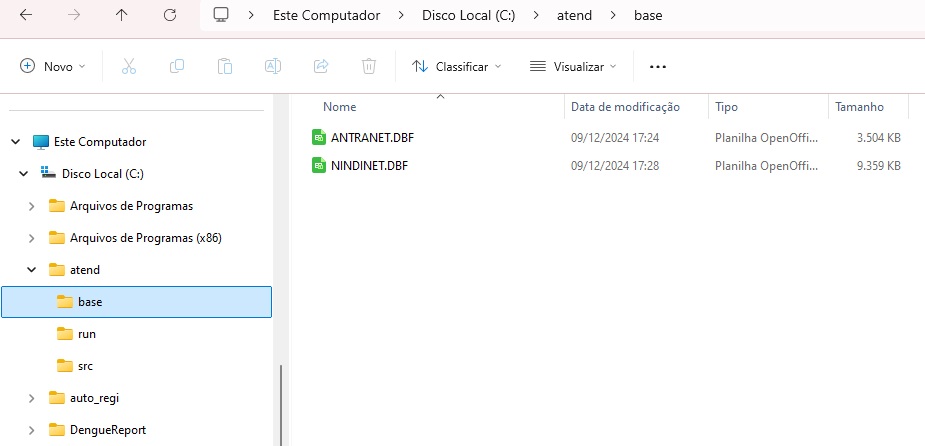 Este Computador
Disco Local (C:)
atend
base
Novo
Classificar
Visualizar
Este Computador
Disco Local (C:)
Arquivos de Programas
Arquivos de Programas (x86)
atend
base
run
src
auto_regi
DengueReport
Nome Data de modificação Tipo Tamanho
ANTRANET.DBF 09/12/2024 17:24 Planilha OpenOffi... 3.504 KB
NINDINET.DBF 09/12/2024 17:28 Planilha OpenOffi... 9.359 KB